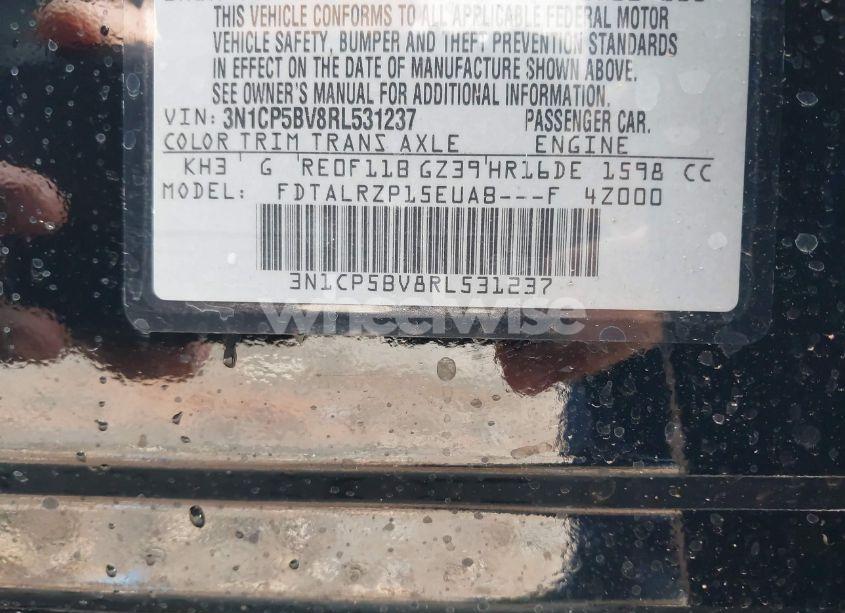 THIS VEHICLE CONFORMS TO ALL APPLICABLE FEDERAL MOTOR
VEHICLE SAFETY, BUMPER AND THEFT PREVENTION STANDARDS
IN EFFECT ON THE DATE OF MANUFACTURE SHOWN ABOVE.
SEE OWNER'S MANUAL FOR ADDITIONAL INFORMATION.
VIN: 3N1CP5BV8RL531237 PASSENGER CAR.
COLOR TRIM TRANS AXLE ENGINE
KH3 G RE0F11B GZ39 HR16DE 1598 CC
MODEL: FDTALRZP15EUA8---F 4Z000
3N1CP5BV8RL531237
wheelwise